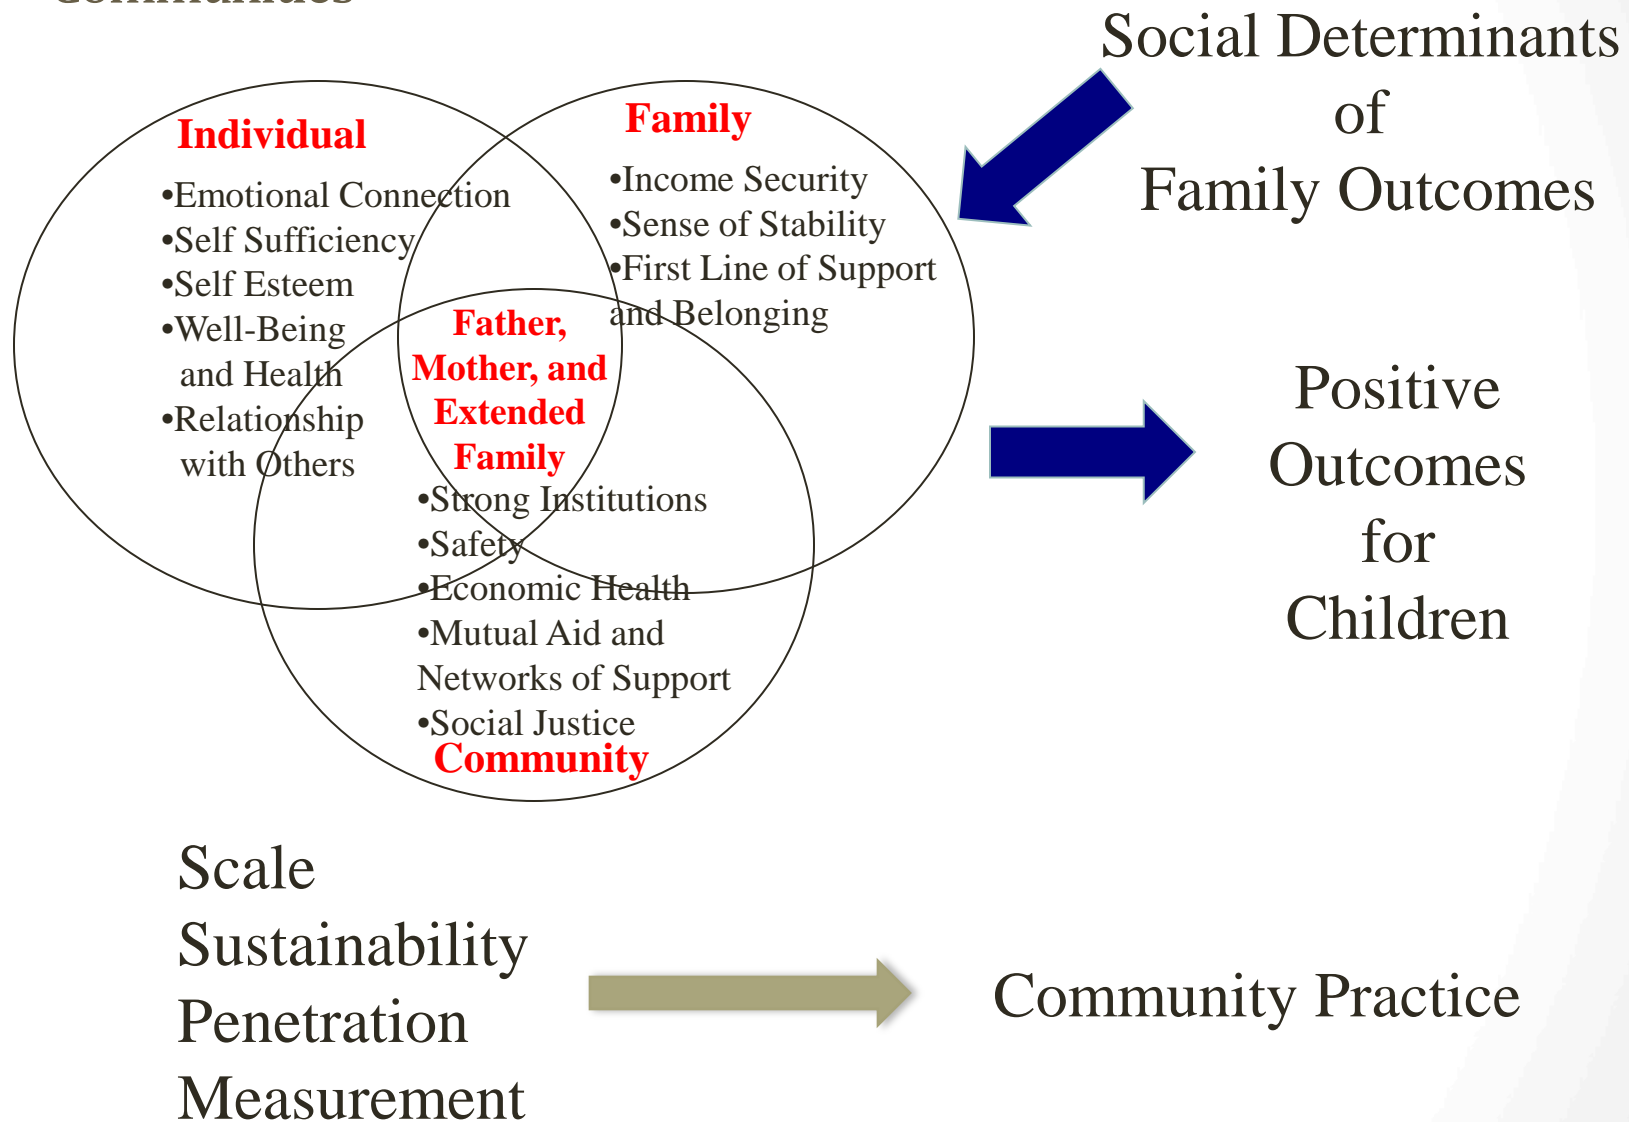 Communities
Social Determinants
of
Family Outcomes
Individual
•Emotional Connection
•Self Sufficiency
•Self Esteem
•Well-Being
and Health
•Relationship
with Others
Family
•Income Security
•Sense of Stability
•First Line of Support
and Belonging
Father,
Mother, and
Extended
Family
•Strong Institutions
•Safety
•Economic Health
•Mutual Aid and
Networks of Support
•Social Justice
Community
Positive
Outcomes
for
Children
Scale
Sustainability
Penetration
Measurement
Community Practice